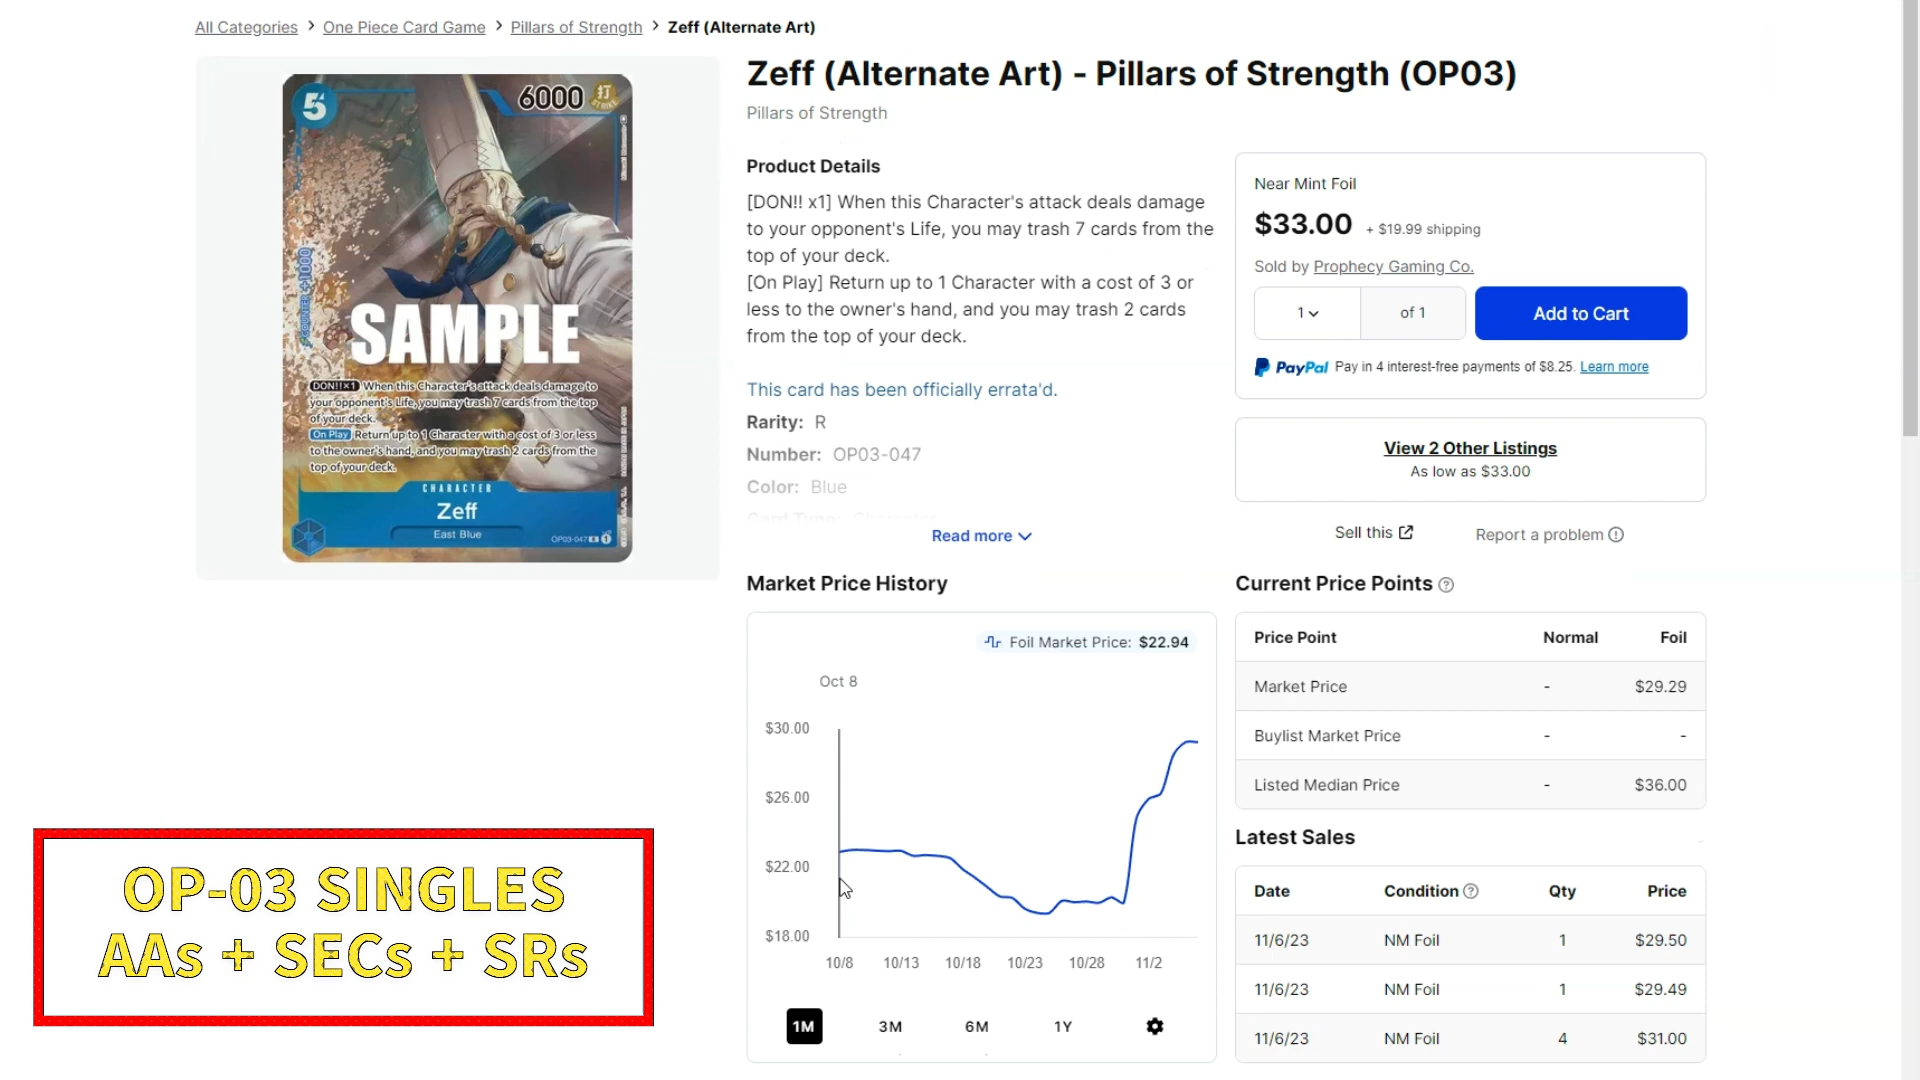 All Categories > One Piece Card Game > Pillars of Strength > Zeff (Alternate Art)
5
6000
打
STRIKE
COUNTER +1000
SAMPLE
DON!!×1 When this Character's attack deals damage to
your opponent's Life, you may trash 7 cards from the top
of your deck.
On Play Return up to 1 Character with a cost of 3 or less
to the owner's hand, and you may trash 2 cards from the
top of your deck.
CHARACTER
Zeff
East Blue
OP03-047 R 1
Zeff (Alternate Art) - Pillars of Strength (OP03)
Pillars of Strength
Product Details
[DON!! x1] When this Character's attack deals damage
to your opponent's Life, you may trash 7 cards from the
top of your deck.
[On Play] Return up to 1 Character with a cost of 3 or
less to the owner's hand, and you may trash 2 cards
from the top of your deck.
This card has been officially errata'd.
Rarity: R
Number: OP03-047
Color: Blue
Card Type: Character
Read more
Near Mint Foil
$33.00 + $19.99 shipping
Sold by Prophecy Gaming Co.
1 of 1 Add to Cart
PayPal Pay in 4 interest-free payments of $8.25. Learn more
View 2 Other Listings
As low as $33.00
Sell this
Report a problem
Market Price History
Foil Market Price: $22.94
Oct 8
$30.00
$26.00
$22.00
$18.00
10/8 10/13 10/18 10/23 10/28 11/2
1M 3M 6M 1Y
Current Price Points
Price Point Normal Foil
Market Price - $29.29
Buylist Market Price - -
Listed Median Price - $36.00
Latest Sales
Date Condition Qty Price
11/6/23 NM Foil 1 $29.50
11/6/23 NM Foil 1 $29.49
11/6/23 NM Foil 4 $31.00
OP-03 SINGLES
AAs + SECs + SRs